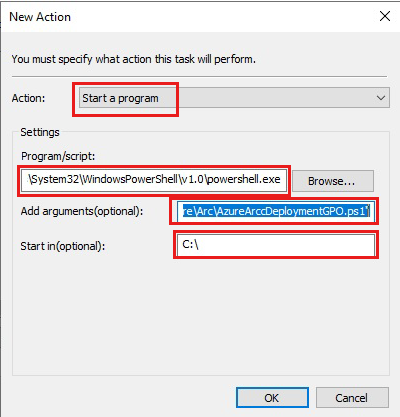 New Action
You must specify what action this task will perform.
Action: Start a program
Settings
Program/script:
\System32\WindowsPowerShell\v1.0\powershell.exe Browse...
Add arguments(optional): re\Arc\AzureArccDeploymentGPO.ps1'
Start in(optional): C:\
OK Cancel